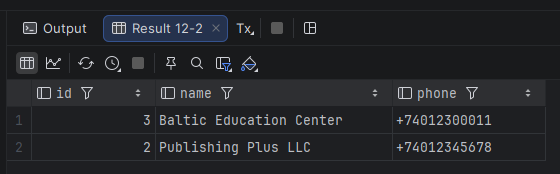 Output Result 12-2 × Tx
id name phone
1 3 Baltic Education Center +74012300011
2 2 Publishing Plus LLC +74012345678